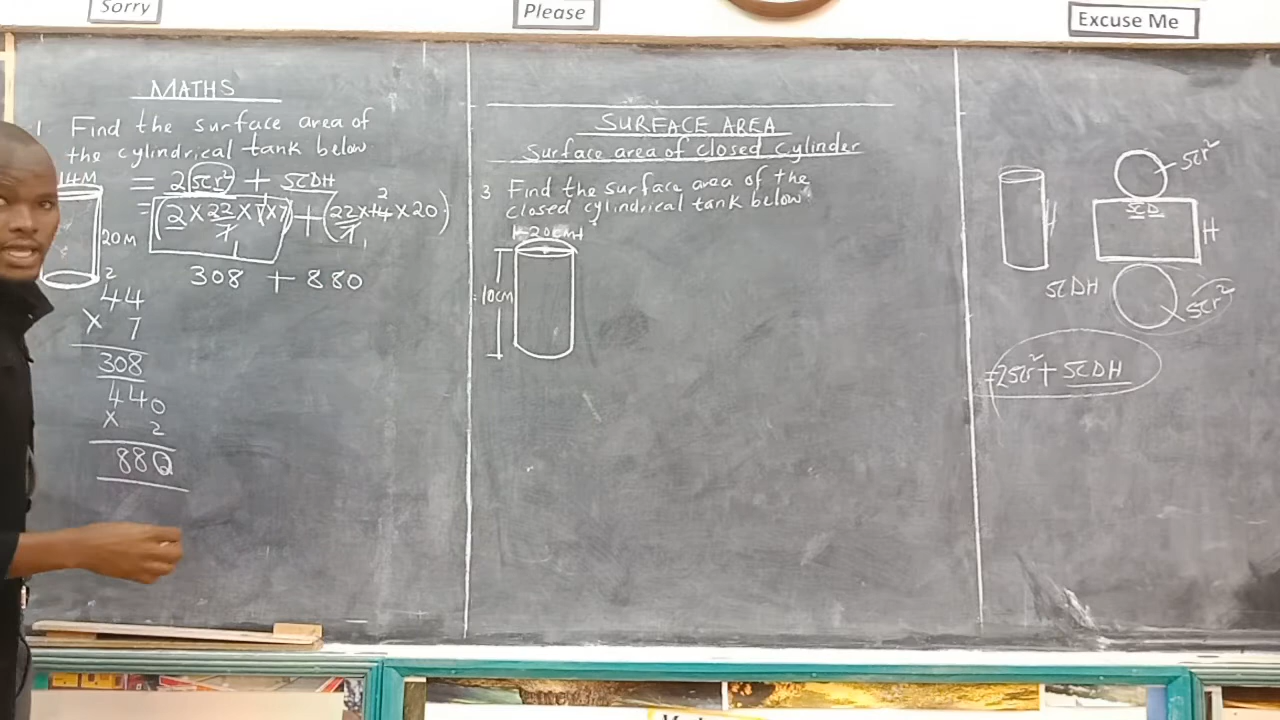 Sorry
Please
Excuse Me
MATHS
1 Find the surface area of
the cylindrical tank below
14M
= 2πr² + πDH
= (2 × 22/7 × 7 × 7) + (22/7 × 14 × 20)
20M
308 + 880
44
× 7
308
440
× 2
880
SURFACE AREA
Surface area of closed cylinder
3 Find the surface area of the
closed cylindrical tank below.
20cm
10cm
H
πr²
πD
H
πDH
πr²
=2πr² + πDH